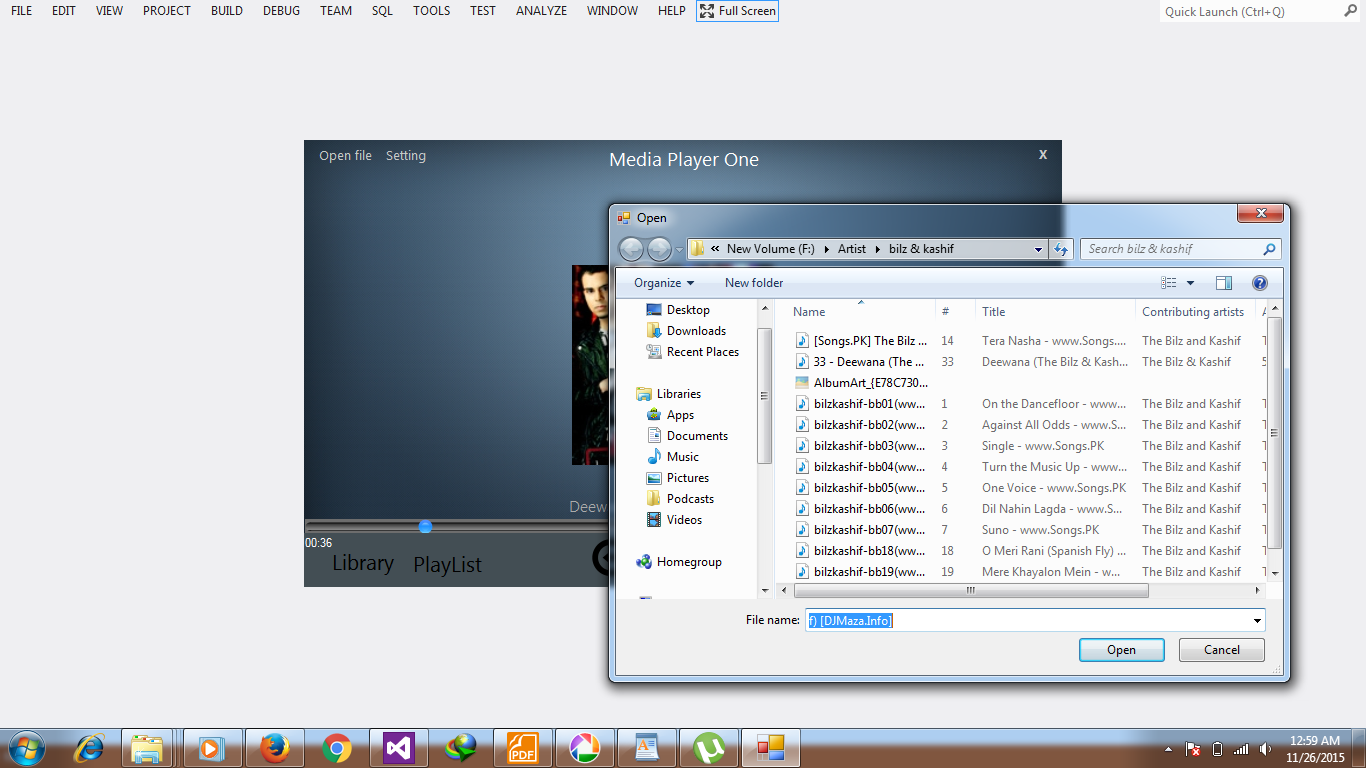 FILE EDIT VIEW PROJECT BUILD DEBUG TEAM SQL TOOLS TEST ANALYZE WINDOW HELP Full Screen Quick Launch (Ctrl+Q)
Open file Setting Media Player One X
Open
« New Volume (F:) Artist bilz & kashif Search bilz & kashif
Organize New folder
Name # Title Contributing artists
Desktop
Downloads
Recent Places
Libraries
Apps
Documents
Music
Pictures
Podcasts
Videos
Homegroup
[Songs.PK] The Bilz ... 14 Tera Nasha - www.Songs.... The Bilz and Kashif
33 - Deewana (The ... 33 Deewana (The Bilz & Kash... The Bilz & Kashif 5
AlbumArt_{E78C730...
bilzkashif-bb01(ww... 1 On the Dancefloor - www... The Bilz and Kashif
bilzkashif-bb02(ww... 2 Against All Odds - www.S... The Bilz and Kashif
bilzkashif-bb03(ww... 3 Single - www.Songs.PK The Bilz and Kashif
bilzkashif-bb04(ww... 4 Turn the Music Up - www... The Bilz and Kashif
bilzkashif-bb05(ww... 5 One Voice - www.Songs.PK The Bilz and Kashif
bilzkashif-bb06(ww... 6 Dil Nahin Lagda - www.S... The Bilz and Kashif
bilzkashif-bb07(ww... 7 Suno - www.Songs.PK The Bilz and Kashif
bilzkashif-bb18(ww... 18 O Meri Rani (Spanish Fly) ... The Bilz and Kashif
bilzkashif-bb19(ww... 19 Mere Khayalon Mein - w... The Bilz and Kashif
Deew
00:36
Library PlayList
File name: f) [DJMaza.Info]
Open Cancel
PDF
12:59 AM
11/26/2015